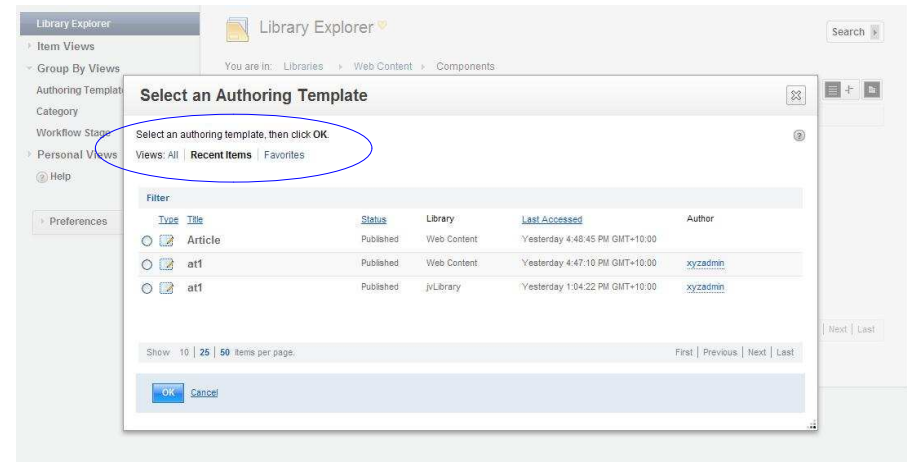 Library Explorer
Item Views
Group By Views
Authoring Templat
Category
Workflow Stage
Personal Views
Help
Preferences
Library Explorer
Search
You are in: Libraries Web Content Components
Select an Authoring Template
Select an authoring template, then click OK.
Views: All | Recent Items | Favorites
Filter
Type Title Status Library Last Accessed Author
Article Published Web Content Yesterday 4:48:45 PM GMT+10:00
at1 Published Web Content Yesterday 4:47:10 PM GMT+10:00 xyzadmin
at1 Published jvLibrary Yesterday 1:04:22 PM GMT+10:00 xyzadmin
Show 10 | 25 | 50 items per page.
First | Previous | Next | Last
| Next | Last
OK Cancel